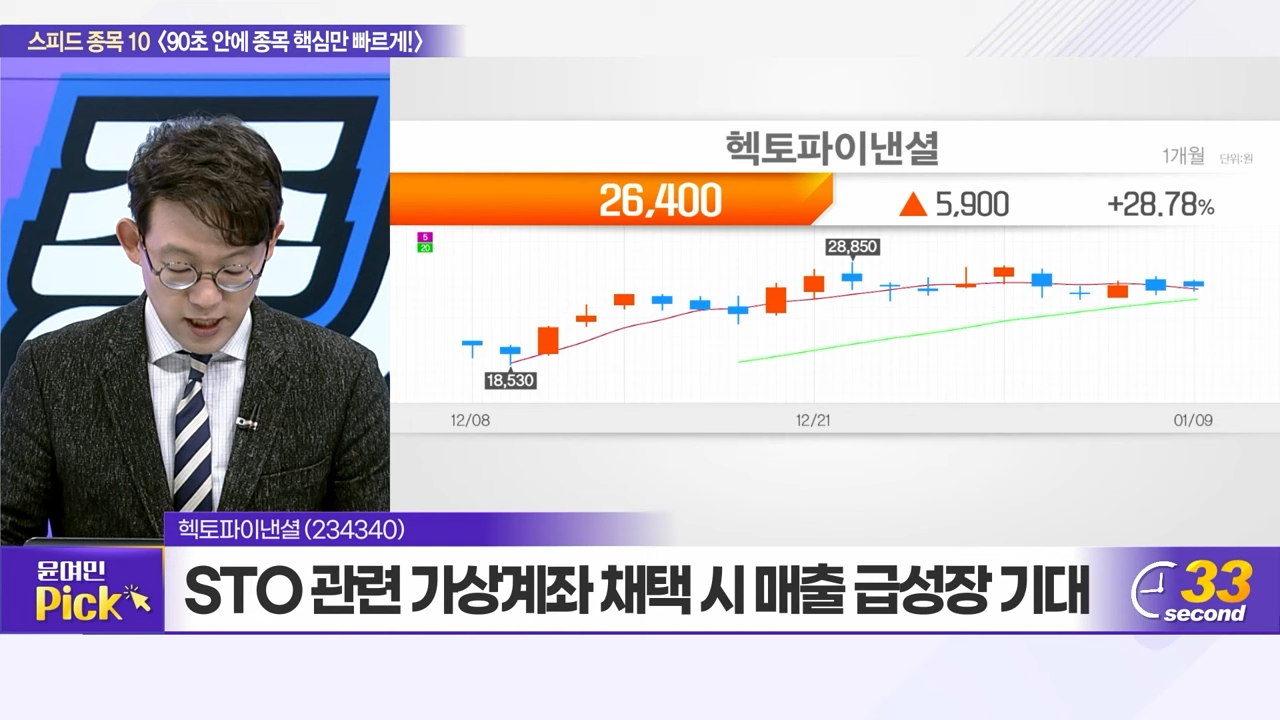 스피드 종목 10 〈90초 안에 종목 핵심만 빠르게!〉
헥토파이낸셜
1개월 단위:원
26,400 ▲ 5,900 +28.78%
5
20
28,850
18,530
12/08 12/21 01/09
헥토파이낸셜 (234340)
윤여민
Pick
STO 관련 가상계좌 채택 시 매출 급성장 기대
33
second